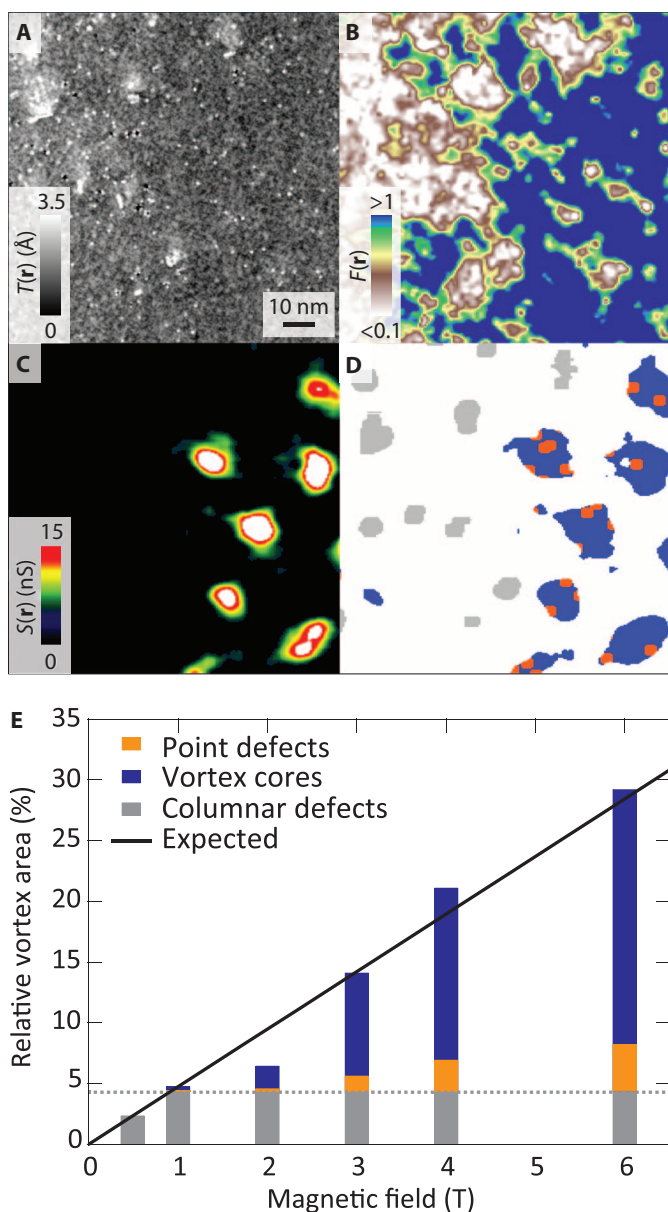 A
3.5
T(r) (Å)
0
10 nm
B
>1
F(r)
<0.1
C
15
S(r) (nS)
0
D
E
35
30
25
20
15
10
5
0
Relative vortex area (%)
Point defects
Vortex cores
Columnar defects
Expected
0 1 2 3 4 5 6
Magnetic field (T)